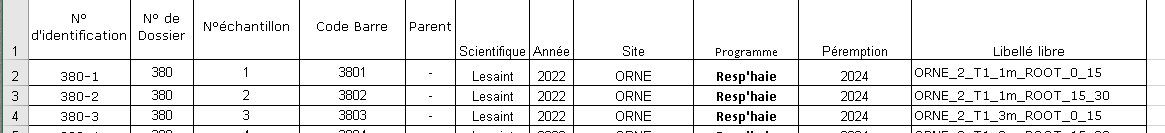 N° d'identification N° de Dossier N°échantillon Code Barre Parent Scientifique Année Site Programme Péremption Libellé libre
1
2 380-1 380 1 3801 - Lesaint 2022 ORNE Resp'haie 2024 ORNE_2_T1_1m_ROOT_0_15
3 380-2 380 2 3802 - Lesaint 2022 ORNE Resp'haie 2024 ORNE_2_T1_1m_ROOT_15_30
4 380-3 380 3 3803 - Lesaint 2022 ORNE Resp'haie 2024 ORNE_2_T1_3m_ROOT_0_15